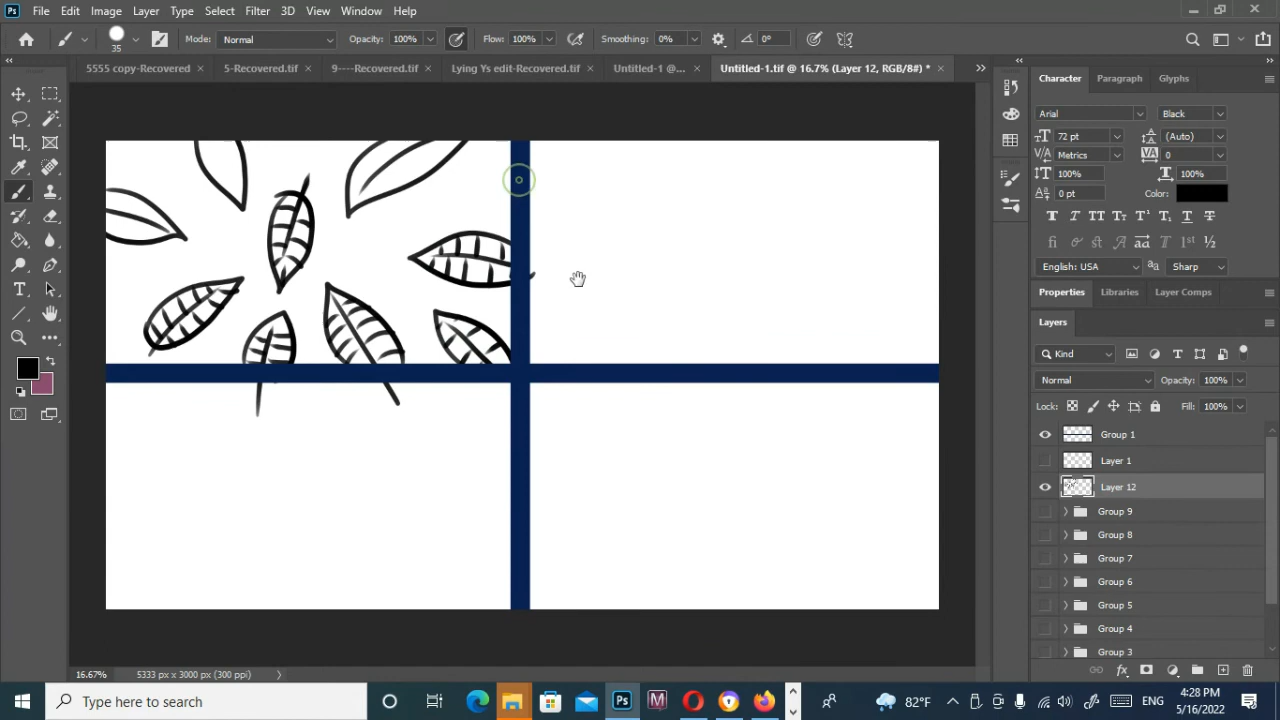 Ps File Edit Image Layer Type Select Filter 3D View Window Help
35 Mode: Normal Opacity: 100% Flow: 100% Smoothing: 0% 0°
5555 copy-Recovered 5-Recovered.tif 9----Recovered.tif Lying Ys edit-Recovered.tif Untitled-1 @... Untitled-1.tif @ 16.7% (Layer 12, RGB/8#) *
Character Paragraph Glyphs
Arial Black
72 pt (Auto)
Metrics 0
100% 100%
0 pt Color:
English: USA Sharp
Properties Libraries Layer Comps
Layers
Kind
Normal Opacity: 100%
Lock: Fill: 100%
Group 1
Layer 1
Layer 12
Group 9
Group 8
Group 7
Group 6
Group 5
Group 4
Group 3
16.67% 5333 px x 3000 px (300 ppi)
Type here to search Ps 82°F ENG 4:28 PM
5/16/2022